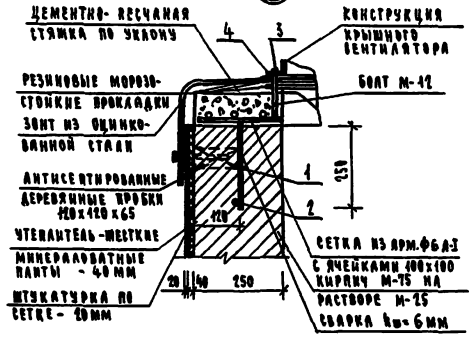 ЦЕМЕНТНО-ПЕСЧАНАЯ
СТЯЖКА ПО УКЛОНУ
4
3
КОНСТРУКЦИЯ
КРЫШНОГО
ВЕНТИЛЯТОРА
РЕЗИНОВЫЕ МОРОЗО-
СТОЙКИЕ ПРОКЛАДКИ
БОЛТ М-12
ЗОНТ ИЗ ОЦИНКО-
ВАННОЙ СТАЛИ
АНТИСЕПТИРОВАННЫЕ
ДЕРЕВЯННЫЕ ПРОБКИ
120х120х65
1
2
250
120
УТЕПЛИТЕЛЬ-ЖЕСТКИЕ
МИНЕРАЛОВАТНЫЕ
ПЛИТЫ - 40ММ
ШТУКАТУРКА ПО
СЕТКЕ - 20ММ
20
40
250
СЕТКА ИЗ АРМ. Ф6 А-I
С ЯЧЕЙКАМИ 100х100
КИРПИЧ М-75 НА
РАСТВОРЕ М-25
СВАРКА hш=6ММ